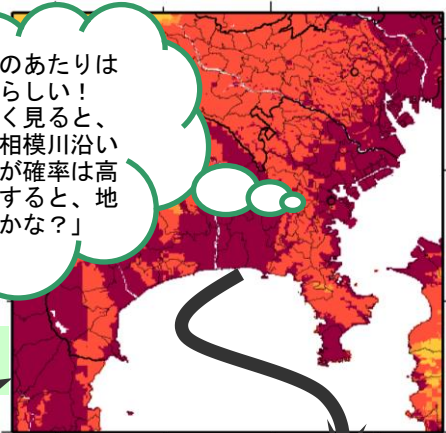 のあたりは
らしい！
く見ると、
相模川沿い
が確率は高
すると、地
かな？」